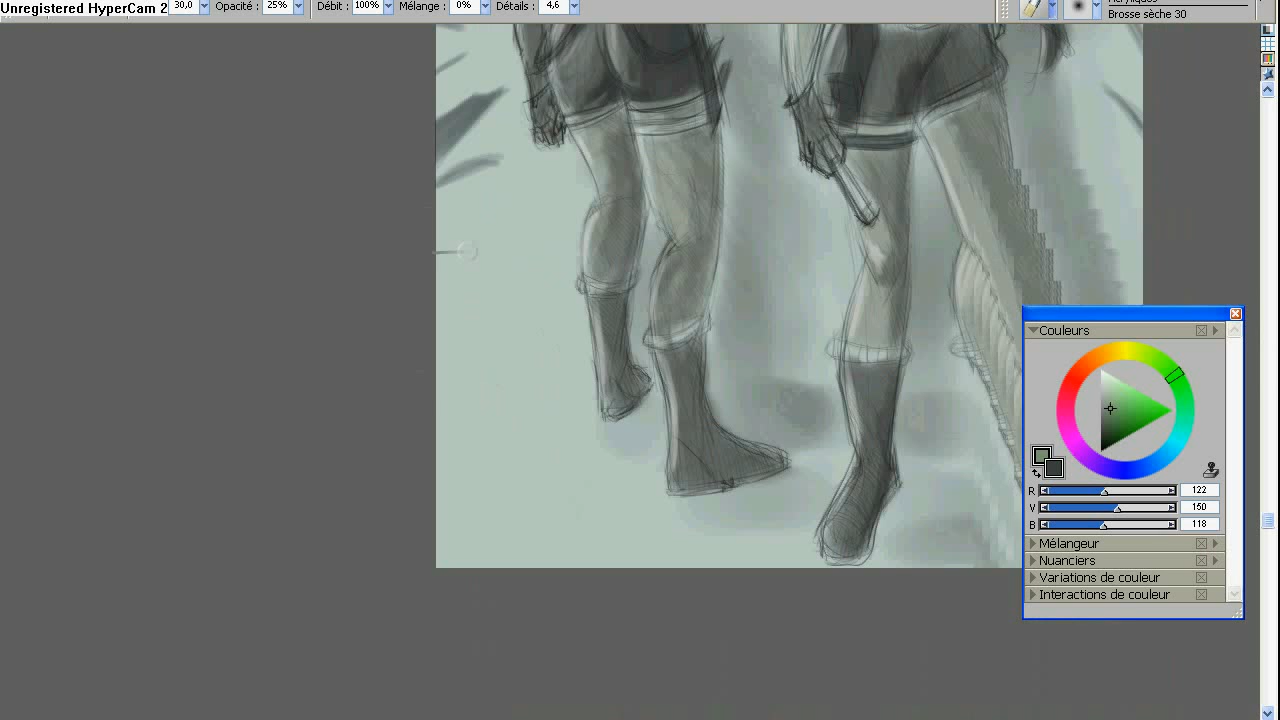 Unregistered HyperCam 2 30,0 Opacité : 25% Débit : 100% Mélange : 0% Détails : 4,6
Brosse sèche 30
Couleurs
R 122
V 150
B 118
Mélangeur
Nuanciers
Variations de couleur
Interactions de couleur